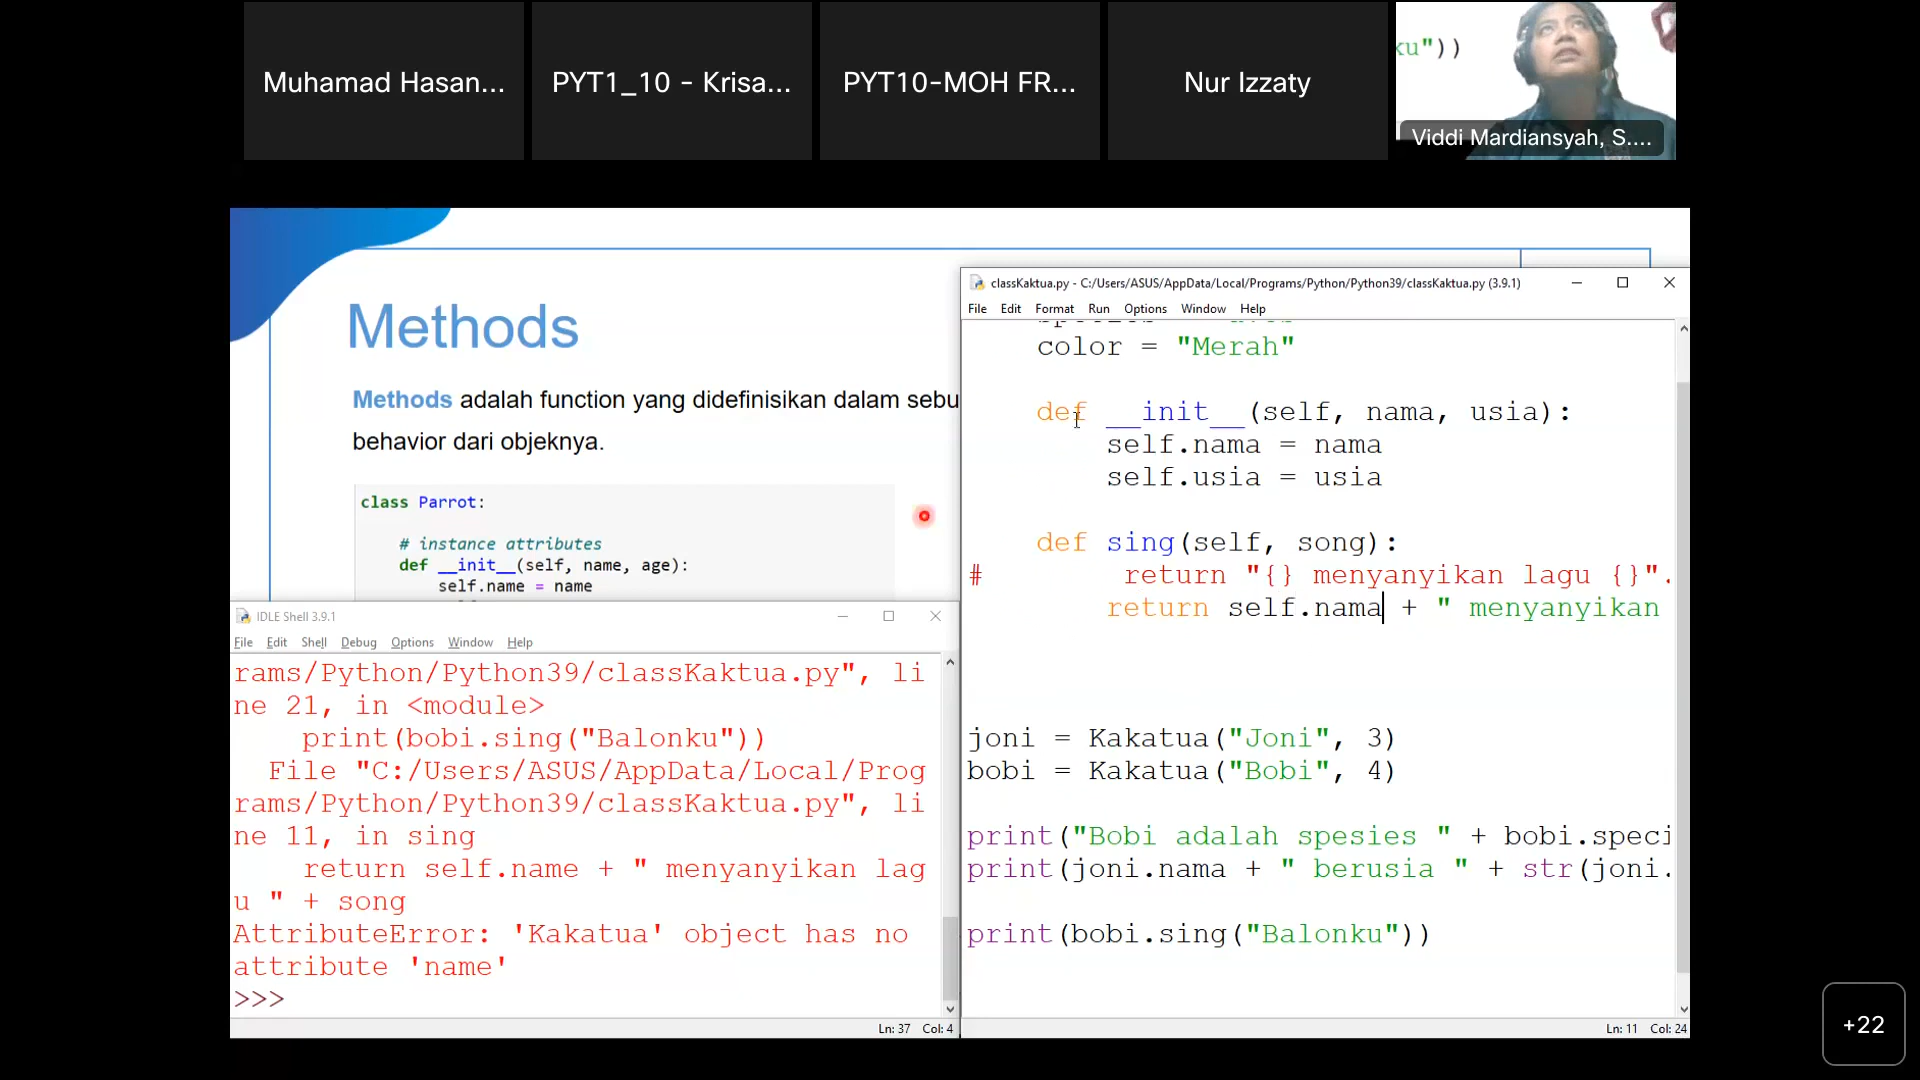 Muhamad Hasan...
PYT1_10 - Krisa...
PYT10-MOH FR...
Nur Izzaty
ku"))
Viddi Mardiansyah, S....
Methods
Methods adalah function yang didefinisikan dalam sebu
behavior dari objeknya.
class Parrot:
# instance attributes
def __init__(self, name, age):
self.name = name
IDLE Shell 3.9.1
File Edit Shell Debug Options Window Help
rams/Python/Python39/classKaktua.py", li
ne 21, in <module>
print(bobi.sing("Balonku"))
File "C:/Users/ASUS/AppData/Local/Prog
rams/Python/Python39/classKaktua.py", li
ne 11, in sing
return self.name + " menyanyikan lag
u " + song
AttributeError: 'Kakatua' object has no
attribute 'name'
>>>
Ln: 37 Col: 4
classKaktua.py - C:/Users/ASUS/AppData/Local/Programs/Python/Python39/classKaktua.py (3.9.1)
File Edit Format Run Options Window Help
color = "Merah"
def __init__(self, nama, usia):
self.nama = nama
self.usia = usia
def sing(self, song):
# return "{} menyanyikan lagu {}".
return self.nama + " menyanyikan
joni = Kakatua("Joni", 3)
bobi = Kakatua("Bobi", 4)
print("Bobi adalah spesies " + bobi.speci
print(joni.nama + " berusia " + str(joni.
print(bobi.sing("Balonku"))
Ln: 11 Col: 24
+22